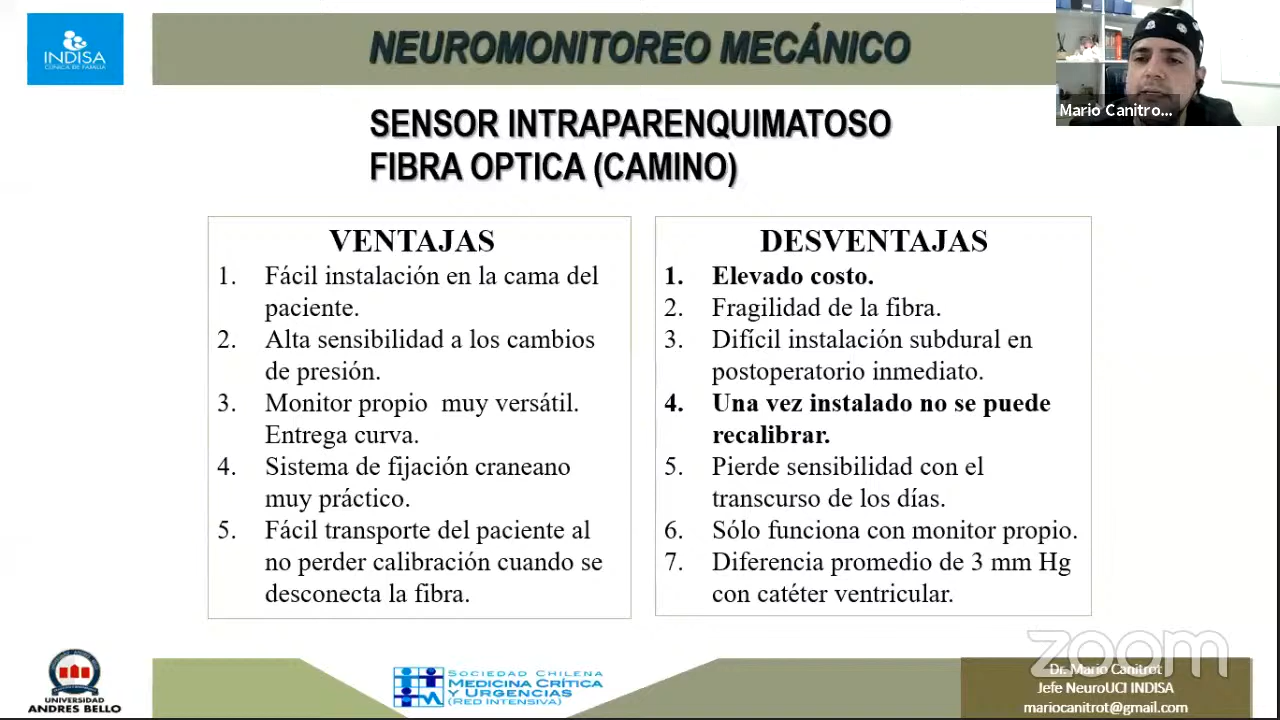 INDISA
CLÍNICA DE FAMILIA
NEUROMONITOREO MECÁNICO
Mario Canitro...
SENSOR INTRAPARENQUIMATOSO
FIBRA OPTICA (CAMINO)
VENTAJAS
1. Fácil instalación en la cama del
paciente.
2. Alta sensibilidad a los cambios
de presión.
3. Monitor propio muy versátil.
Entrega curva.
4. Sistema de fijación craneano
muy práctico.
5. Fácil transporte del paciente al
no perder calibración cuando se
desconecta la fibra.
DESVENTAJAS
1. Elevado costo.
2. Fragilidad de la fibra.
3. Difícil instalación subdural en
postoperatorio inmediato.
4. Una vez instalado no se puede
recalibrar.
5. Pierde sensibilidad con el
transcurso de los días.
6. Sólo funciona con monitor propio.
7. Diferencia promedio de 3 mm Hg
con catéter ventricular.
UNIVERSIDAD
ANDRES BELLO
SOCIEDAD CHILENA
MEDICINA CRÍTICA
Y URGENCIAS
(RED INTENSIVA)
zoom
Dr. Mario Canitrot
Jefe NeuroUCI INDISA
mariocanitrot@gmail.com